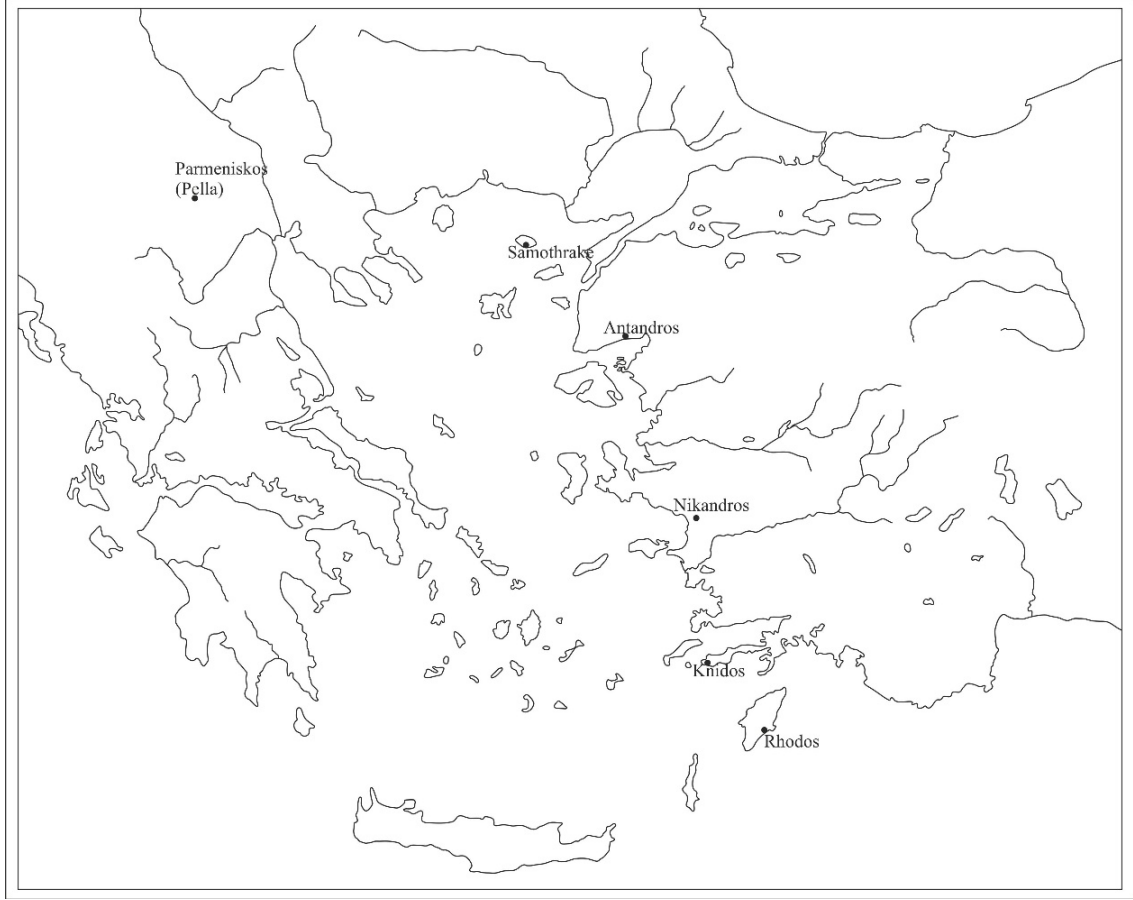 Parmeniskos
(Pella)
Samothrake
Antandros
Nikandros
Knidos
Rhodos